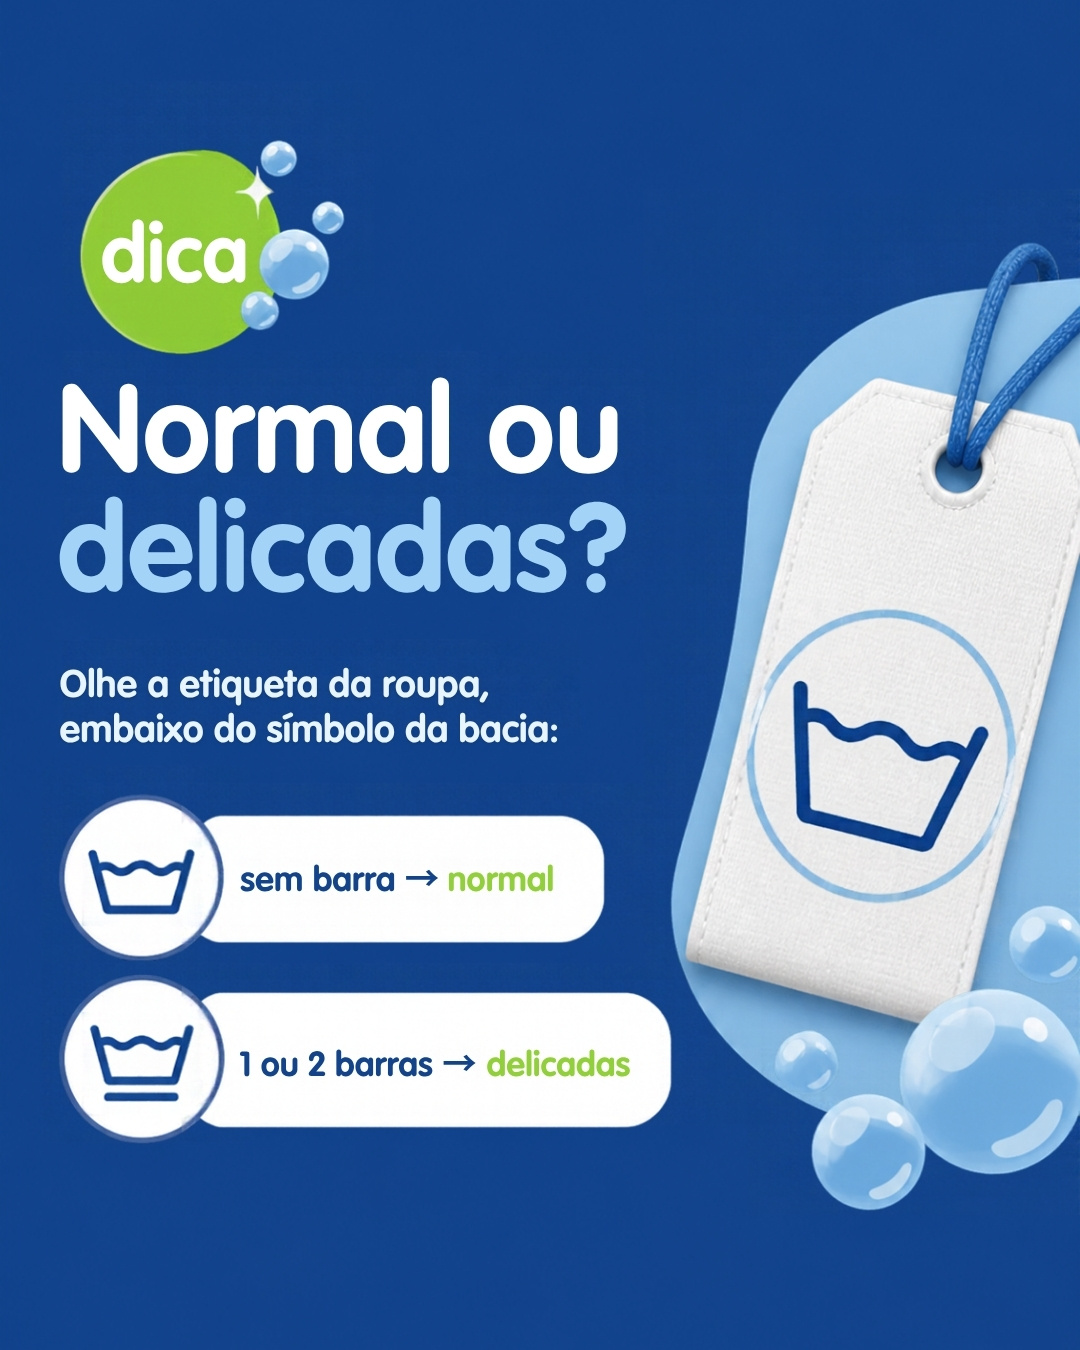 dica
Normal ou
delicadas?
Olhe a etiqueta da roupa,
embaixo do símbolo da bacia:
sem barra → normal
1 ou 2 barras → delicadas